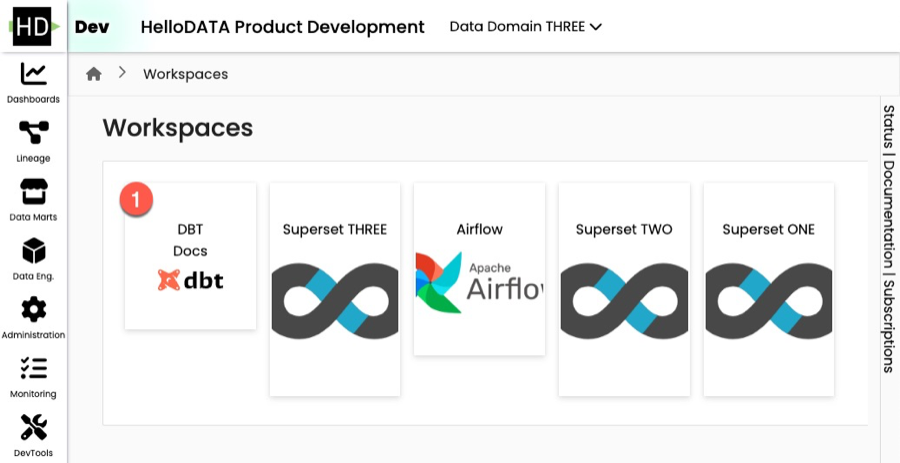 HD
Dev
HelloDATA Product Development
Data Domain THREE
Workspaces
Dashboards
Lineage
Data Marts
Data Eng.
Administration
Monitoring
DevTools
Workspaces
1
DBT
Docs
dbt
Superset THREE
Airflow
Apache
Airflo
Superset TWO
Superset ONE
Status | Documentation | Subscriptions